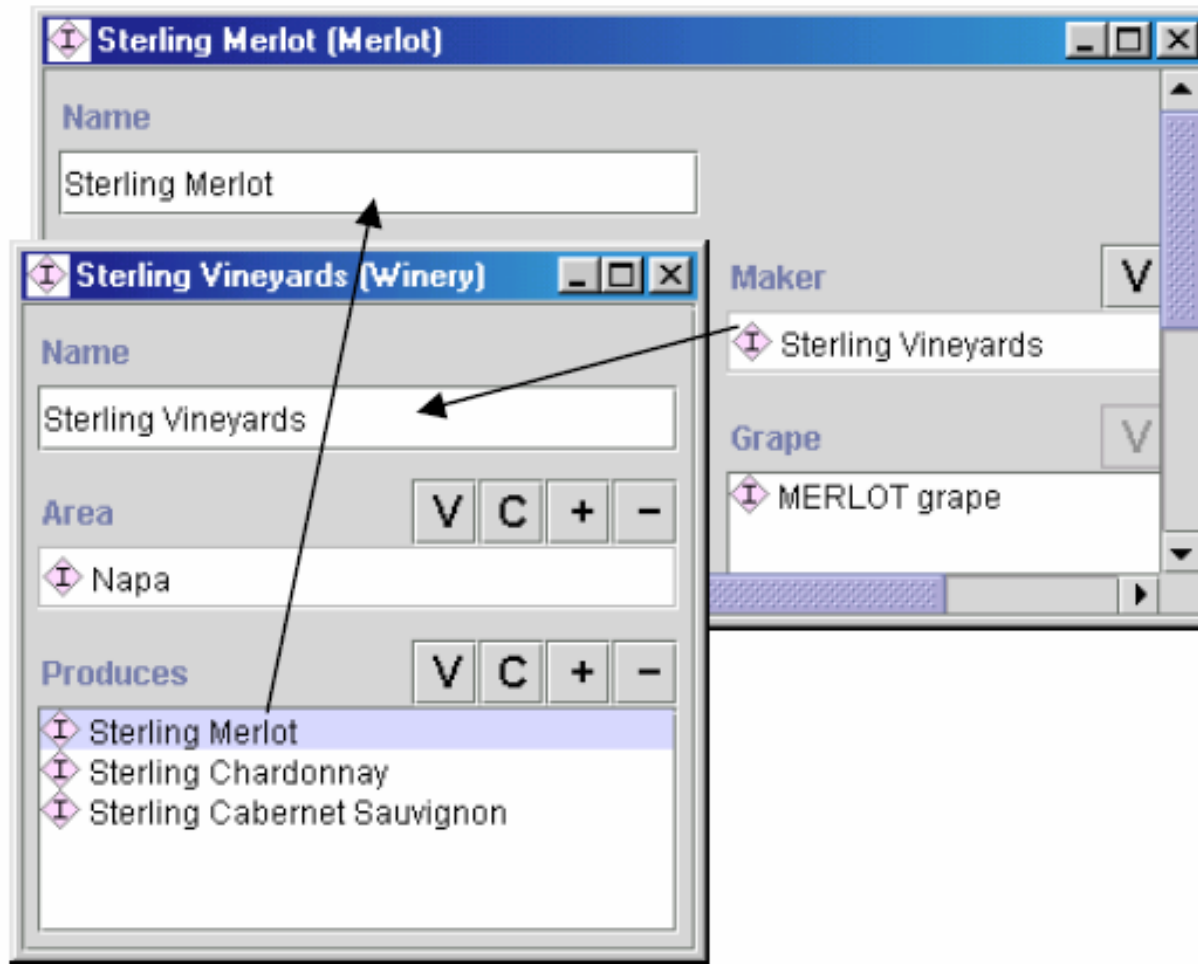 Sterling Merlot (Merlot)
Name
Sterling Merlot
Maker V
Sterling Vineyards
Grape V
MERLOT grape
Sterling Vineyards (Winery)
Name
Sterling Vineyards
Area V C + −
Napa
Produces V C + −
Sterling Merlot
Sterling Chardonnay
Sterling Cabernet Sauvignon